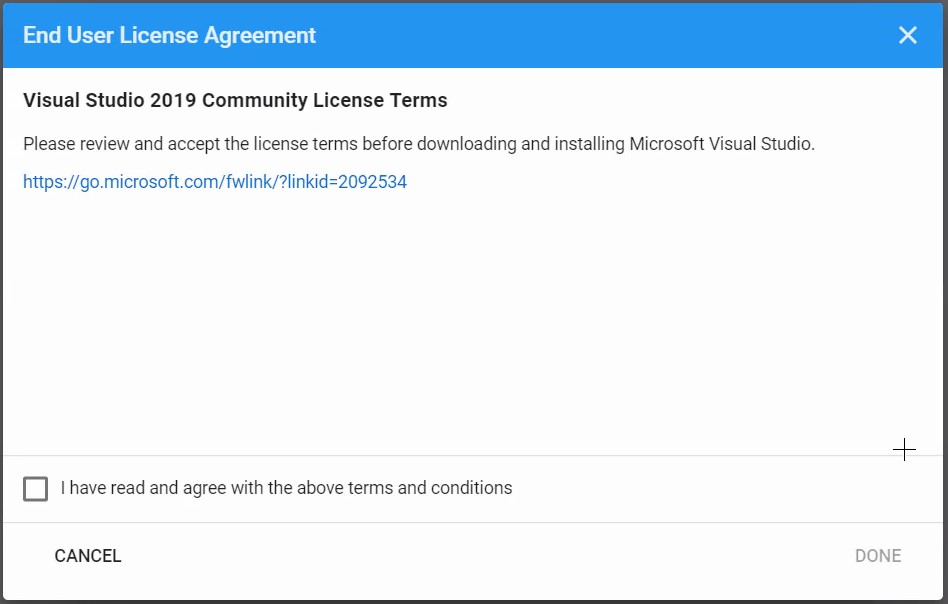 End User License Agreement
Visual Studio 2019 Community License Terms
Please review and accept the license terms before downloading and installing Microsoft Visual Studio.
https://go.microsoft.com/fwlink/?linkid=2092534
I have read and agree with the above terms and conditions
CANCEL
DONE